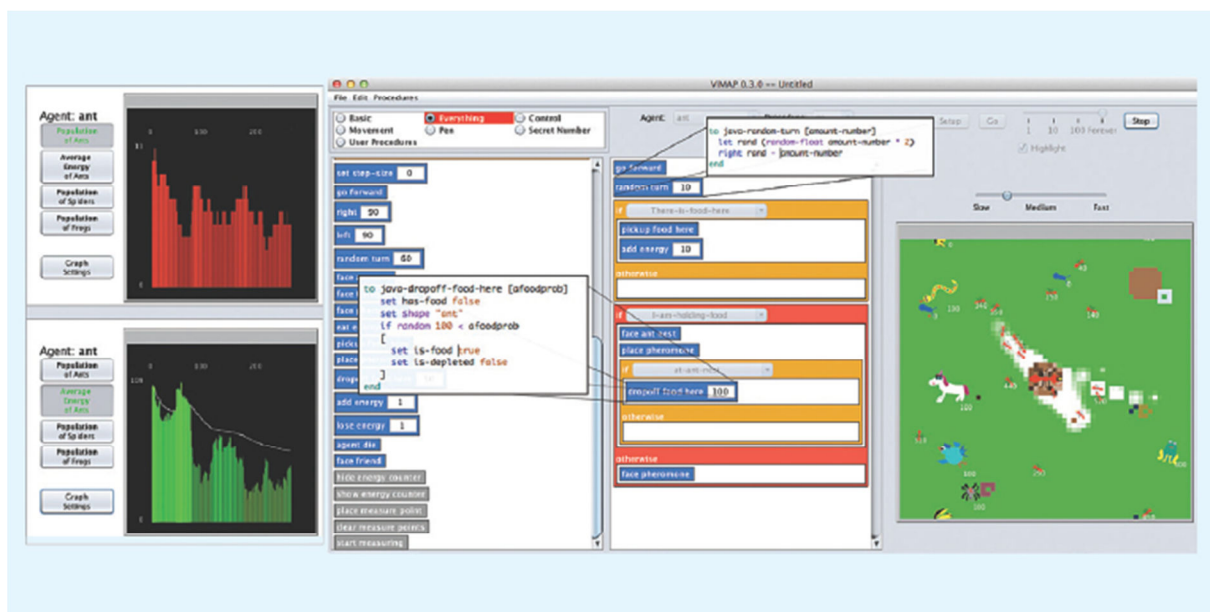 Agent: ant
Population
of Ants
Average
Energy
of Ants
Population
of Spiders
Population
of Frogs
Graph
Settings
0 100 200
0
Agent: ant
Population
of Ants
Average
Energy
of Ants
Population
of Spiders
Population
of Frogs
Graph
Settings
0 100 200
0
ViMAP 0.3.0 -- Untitled
File Edit Procedures
Basic
Everything
Control
Movement
Pen
Secret Number
User Procedures
set step-size 0
go forward
right 90
left 90
random turn 60
face
face
face
eat
add energy 1
lose energy 1
agent die
face friend
hide energy counter
show energy counter
place measure point
clear measure points
start measuring
to java-dropoff-food-here [afoodprob]
set has-food false
set shape "ant"
if random 100 < afoodprob
[
set is-food true
set is-depleted false
]
end
Agent: ant
to java-random-turn [amount-number]
let rand (random-float amount-number * 2)
right rand - amount-number
end
go forward
random turn 10
if There-is-food-here
pickup food here
add energy 10
otherwise
if I-am-holding-food
face ant nest
place pheromone
if at-ant-nest
dropoff food here 100
otherwise
otherwise
face pheromone
Setup
Go
1 10 100 Forever
Stop
Highlight
Slow Medium Fast